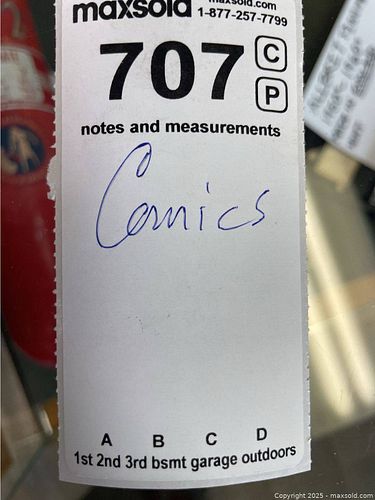 maxsold maxsold.com
1-877-257-7799
707 C
P
notes and measurements
Comics
A B C D
1st 2nd 3rd bsmt garage outdoors
Copyright © 2025 - maxsold.com